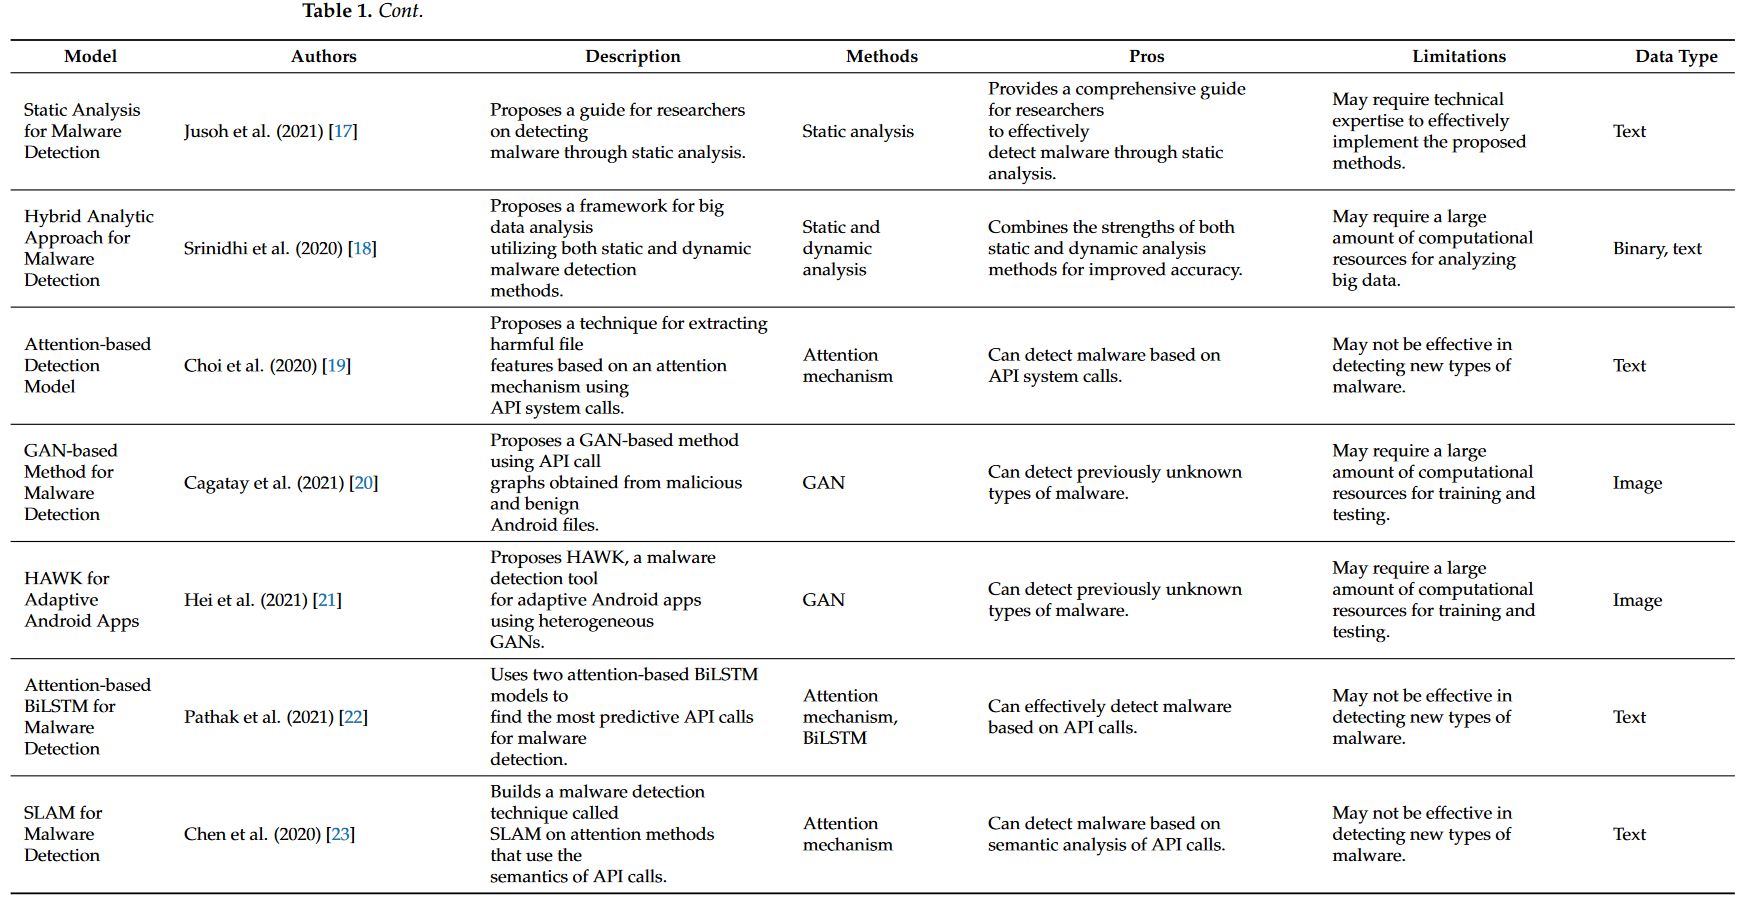 Table 1. Cont.
Model Authors Description Methods Pros Limitations Data Type
Static Analysis
for Malware
Detection
Jusoh et al. (2021) [17]
Proposes a guide for researchers
on detecting
malware through static analysis.
Static analysis
Provides a comprehensive guide
for researchers
to effectively
detect malware through static
analysis.
May require technical
expertise to effectively
implement the proposed
methods.
Text
Hybrid Analytic
Approach for
Malware
Detection
Srinidhi et al. (2020) [18]
Proposes a framework for big
data analysis
utilizing both static and dynamic
malware detection
methods.
Static and
dynamic
analysis
Combines the strengths of both
static and dynamic analysis
methods for improved accuracy.
May require a large
amount of computational
resources for analyzing
big data.
Binary, text
Attention-based
Detection
Model
Choi et al. (2020) [19]
Proposes a technique for extracting
harmful file
features based on an attention
mechanism using
API system calls.
Attention
mechanism
Can detect malware based on
API system calls.
May not be effective in
detecting new types of
malware.
Text
GAN-based
Method for
Malware
Detection
Cagatay et al. (2021) [20]
Proposes a GAN-based method
using API call
graphs obtained from malicious
and benign
Android files.
GAN
Can detect previously unknown
types of malware.
May require a large
amount of computational
resources for training and
testing.
Image
HAWK for
Adaptive
Android Apps
Hei et al. (2021) [21]
Proposes HAWK, a malware
detection tool
for adaptive Android apps
using heterogeneous
GANs.
GAN
Can detect previously unknown
types of malware.
May require a large
amount of computational
resources for training and
testing.
Image
Attention-based
BiLSTM for
Malware
Detection
Pathak et al. (2021) [22]
Uses two attention-based BiLSTM
models to
find the most predictive API calls
for malware
detection.
Attention
mechanism,
BiLSTM
Can effectively detect malware
based on API calls.
May not be effective in
detecting new types of
malware.
Text
SLAM for
Malware
Detection
Chen et al. (2020) [23]
Builds a malware detection
technique called
SLAM on attention methods
that use the
semantics of API calls.
Attention
mechanism
Can detect malware based on
semantic analysis of API calls.
May not be effective in
detecting new types of
malware.
Text